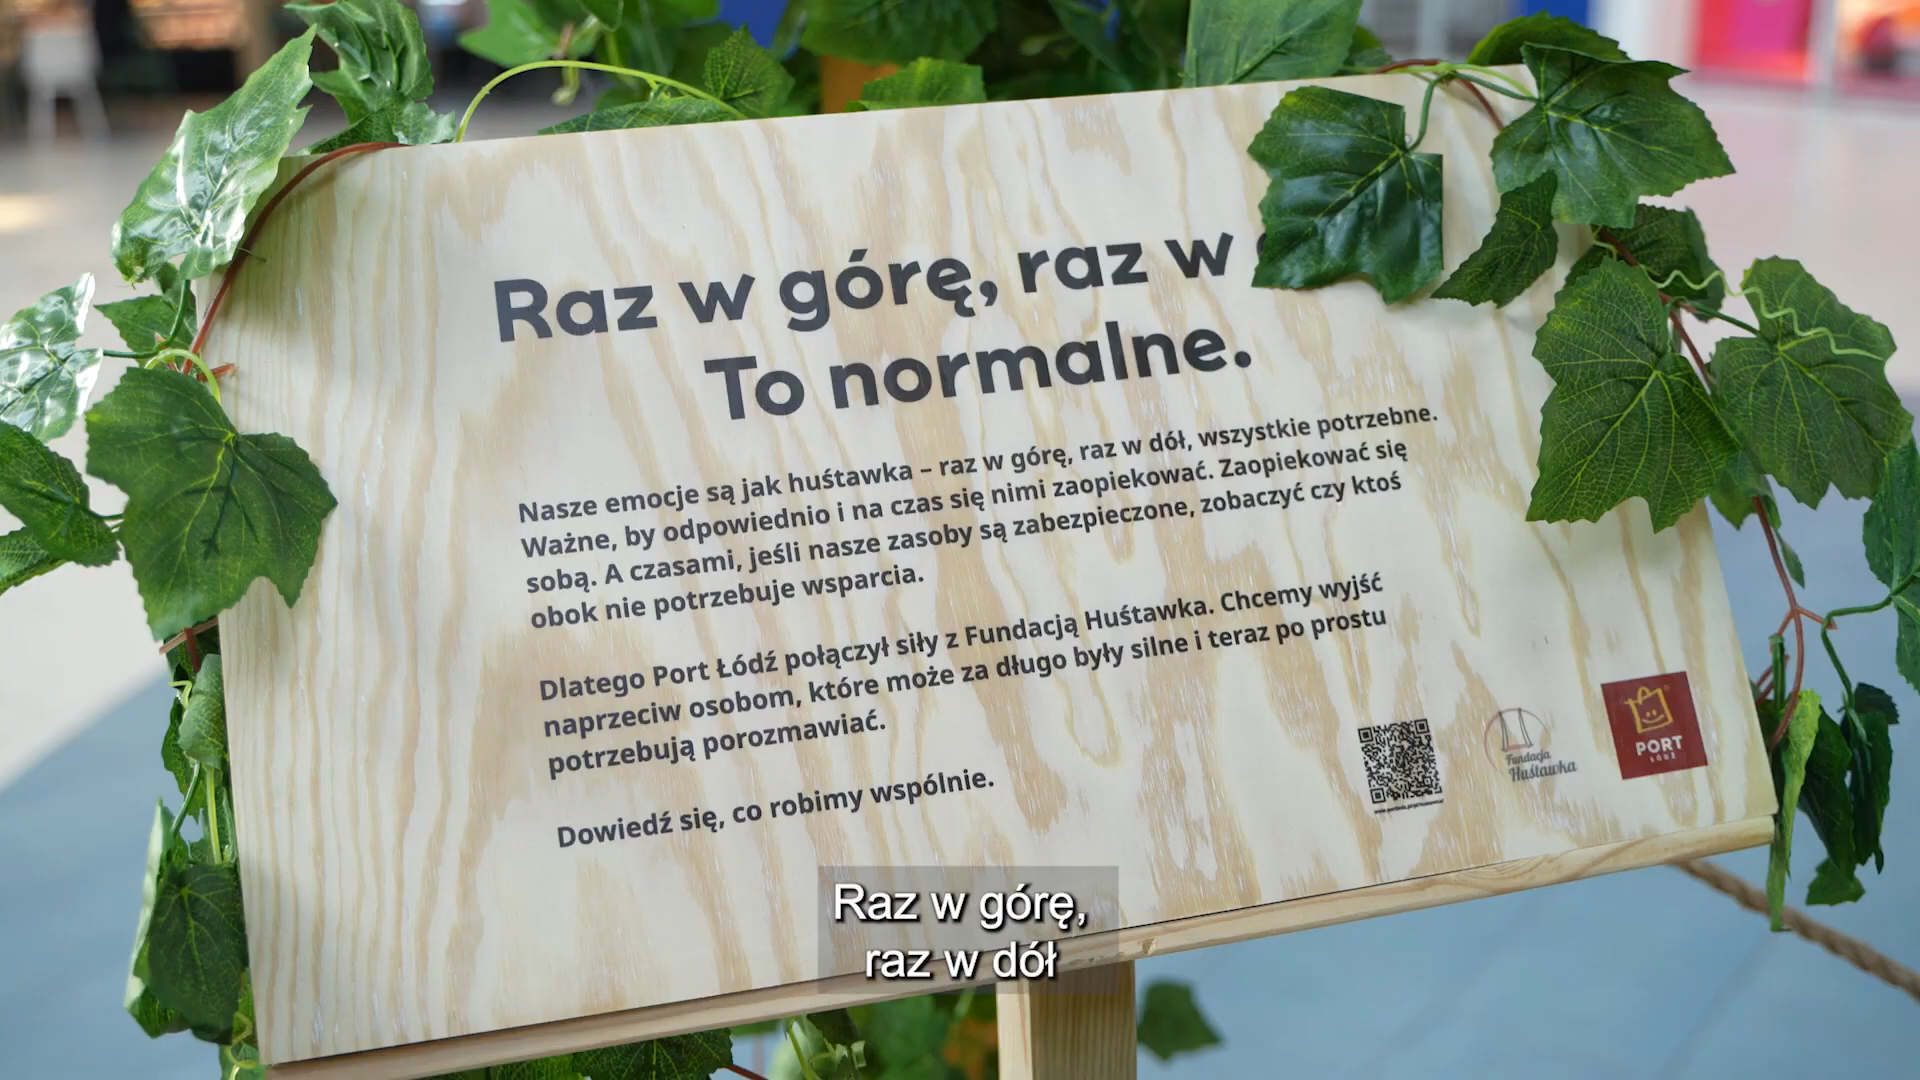 Raz w górę, raz w
To normalne.
Nasze emocje są jak huśtawka – raz w górę, raz w dół, wszystkie potrzebne.
Ważne, by odpowiednio i na czas się nimi zaopiekować. Zaopiekować się
sobą. A czasami, jeśli nasze zasoby są zabezpieczone, zobaczyć czy ktoś
obok nie potrzebuje wsparcia.
Dlatego Port Łódź połączył siły z Fundacją Huśtawka. Chcemy wyjść
naprzeciw osobom, które może za długo były silne i teraz po prostu
potrzebują porozmawiać.
Dowiedź się, co robimy wspólnie.
Fundacja
Huśtawka
PORT
ŁÓDŹ
Raz w górę,
raz w dół